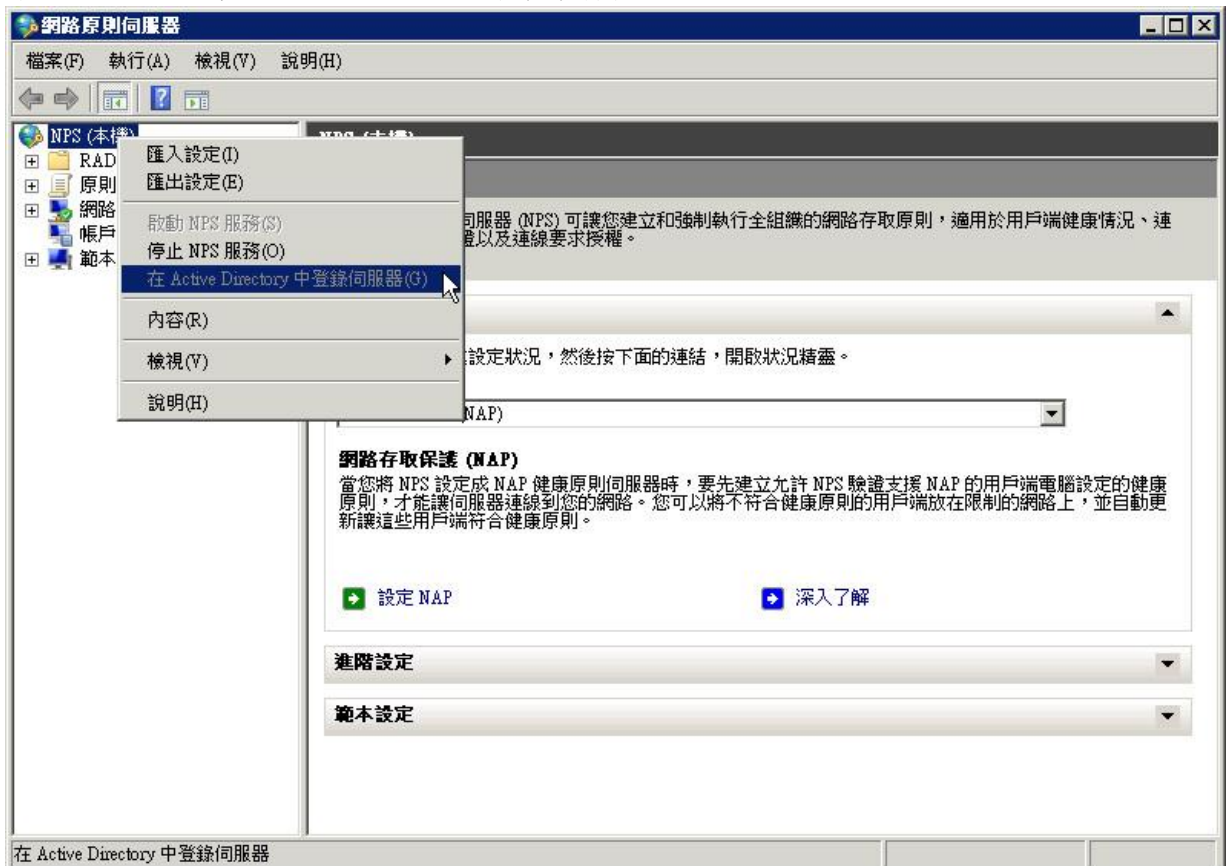 網路原則伺服器
檔案(F) 執行(A) 檢視(V) 說明(H)
NPS (本機)
RAD
原則
網路
帳戶
範本
匯入設定(I)
匯出設定(E)
啟動 NPS 服務(S)
停止 NPS 服務(O)
在 Active Directory 中登錄伺服器(G)
內容(R)
檢視(V)
說明(H)
伺服器 (NPS) 可讓您建立和強制執行全組織的網路存取原則，適用於用戶端健康情況、連
證以及連線要求授權。
設定狀況，然後按下面的連結，開啟狀況精靈。
NAP)
網路存取保護 (NAP)
當您將 NPS 設定成 NAP 健康原則伺服器時，要先建立允許 NPS 驗證支援 NAP 的用戶端電腦設定的健康
原則，才能讓伺服器連線到您的網路。您可以將不符合健康原則的用戶端放在限制的網路上，並自動更
新讓這些用戶端符合健康原則。
設定 NAP
深入了解
進階設定
範本設定
在 Active Directory 中登錄伺服器